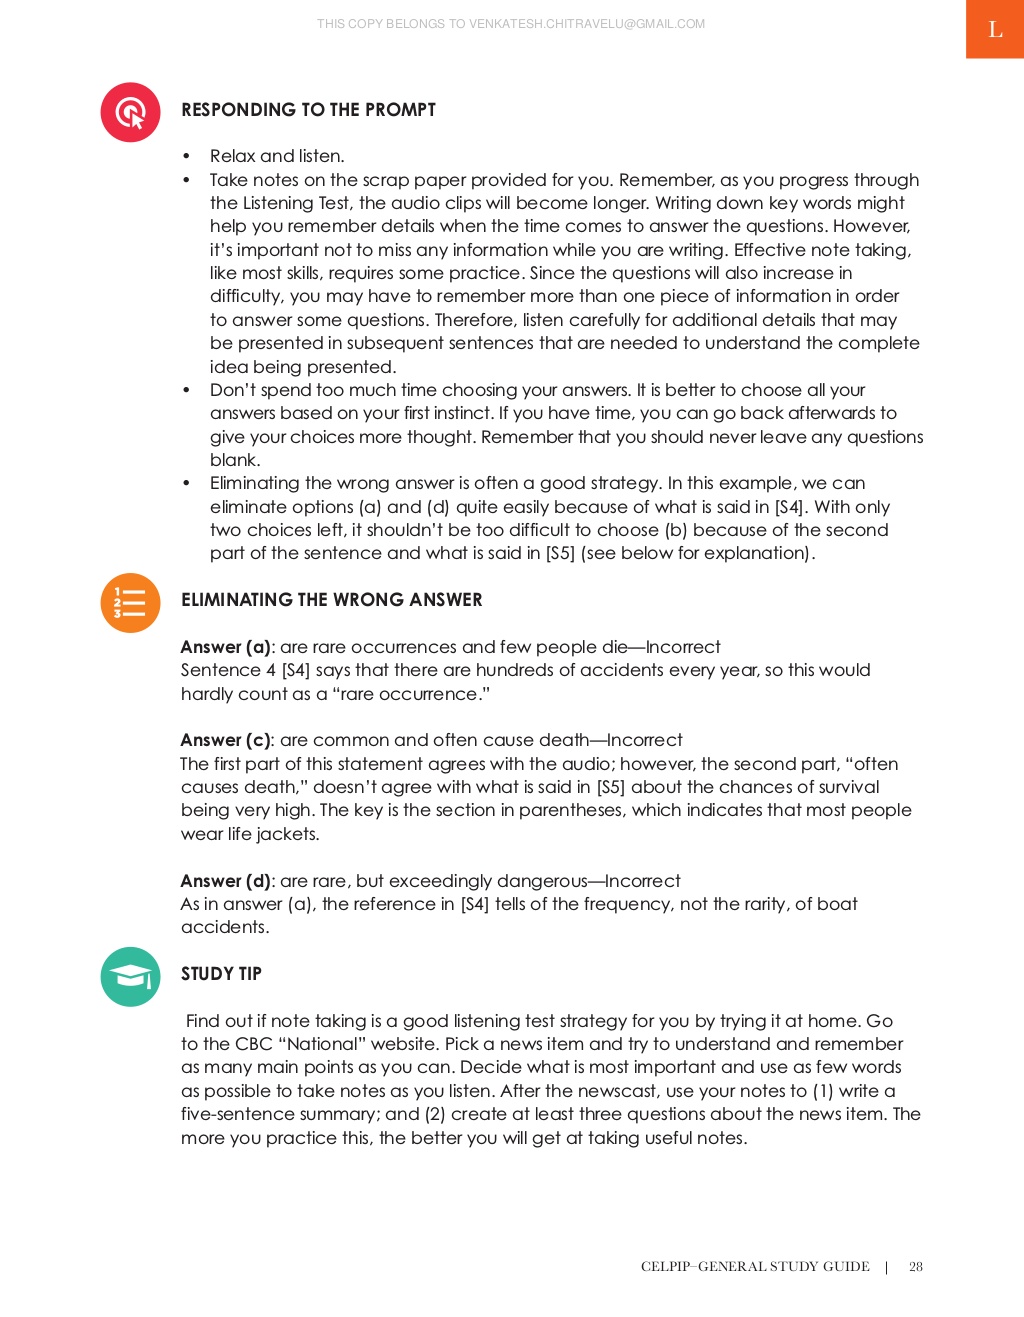 THIS COPY BELONGS TO VENKATESH.CHITRAVELU@GMAIL.COM
L
RESPONDING TO THE PROMPT
• Relax and listen.
• Take notes on the scrap paper provided for you. Remember, as you progress through
the Listening Test, the audio clips will become longer. Writing down key words might
help you remember details when the time comes to answer the questions. However,
it’s important not to miss any information while you are writing. Effective note taking,
like most skills, requires some practice. Since the questions will also increase in
difficulty, you may have to remember more than one piece of information in order
to answer some questions. Therefore, listen carefully for additional details that may
be presented in subsequent sentences that are needed to understand the complete
idea being presented.
• Don’t spend too much time choosing your answers. It is better to choose all your
answers based on your first instinct. If you have time, you can go back afterwards to
give your choices more thought. Remember that you should never leave any questions
blank.
• Eliminating the wrong answer is often a good strategy. In this example, we can
eliminate options (a) and (d) quite easily because of what is said in [S4]. With only
two choices left, it shouldn’t be too difficult to choose (b) because of the second
part of the sentence and what is said in [S5] (see below for explanation).
1
2
3
ELIMINATING THE WRONG ANSWER
Answer (a): are rare occurrences and few people die—Incorrect
Sentence 4 [S4] says that there are hundreds of accidents every year, so this would
hardly count as a “rare occurrence.”
Answer (c): are common and often cause death—Incorrect
The first part of this statement agrees with the audio; however, the second part, “often
causes death,” doesn’t agree with what is said in [S5] about the chances of survival
being very high. The key is the section in parentheses, which indicates that most people
wear life jackets.
Answer (d): are rare, but exceedingly dangerous—Incorrect
As in answer (a), the reference in [S4] tells of the frequency, not the rarity, of boat
accidents.
STUDY TIP
Find out if note taking is a good listening test strategy for you by trying it at home. Go
to the CBC “National” website. Pick a news item and try to understand and remember
as many main points as you can. Decide what is most important and use as few words
as possible to take notes as you listen. After the newscast, use your notes to (1) write a
five-sentence summary; and (2) create at least three questions about the news item. The
more you practice this, the better you will get at taking useful notes.
CELPIP–GENERAL STUDY GUIDE | 28